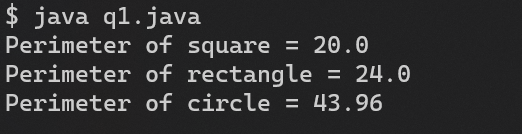 $ java q1.java
Perimeter of square = 20.0
Perimeter of rectangle = 24.0
Perimeter of circle = 43.96